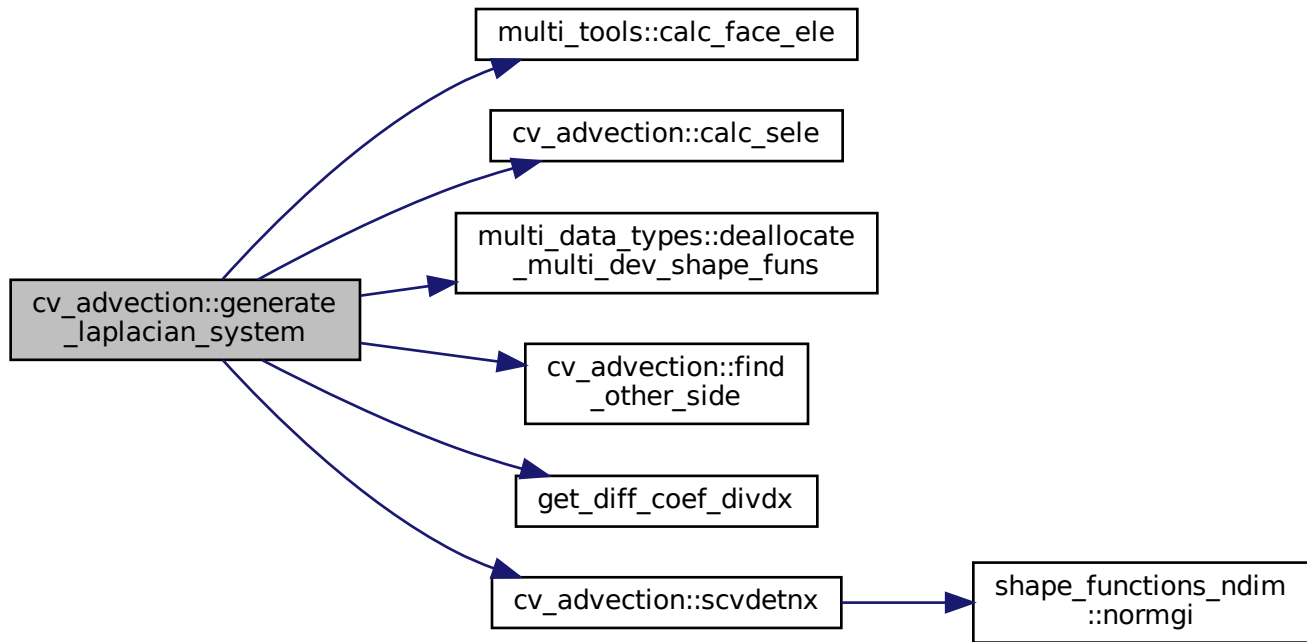 multi_tools::calc_face_ele
cv_advection::calc_sele
multi_data_types::deallocate
_multi_dev_shape_funs
cv_advection::generate
_laplacian_system
cv_advection::find
_other_side
get_diff_coef_divdx
cv_advection::scvdetnx
shape_functions_ndim
::normgi